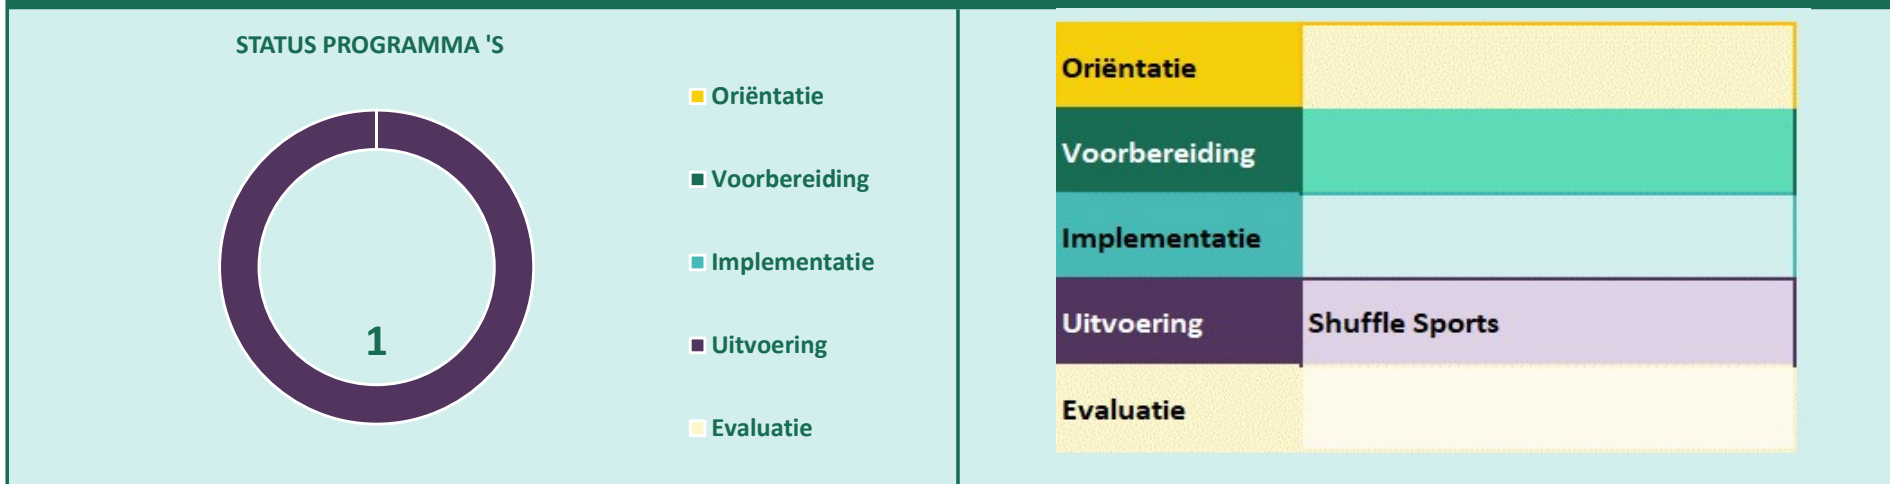 STATUS PROGRAMMA 'S
Oriëntatie
Voorbereiding
Implementatie
Uitvoering
Evaluatie
1
Oriëntatie
Voorbereiding
Implementatie
Uitvoering Shuffle Sports
Evaluatie